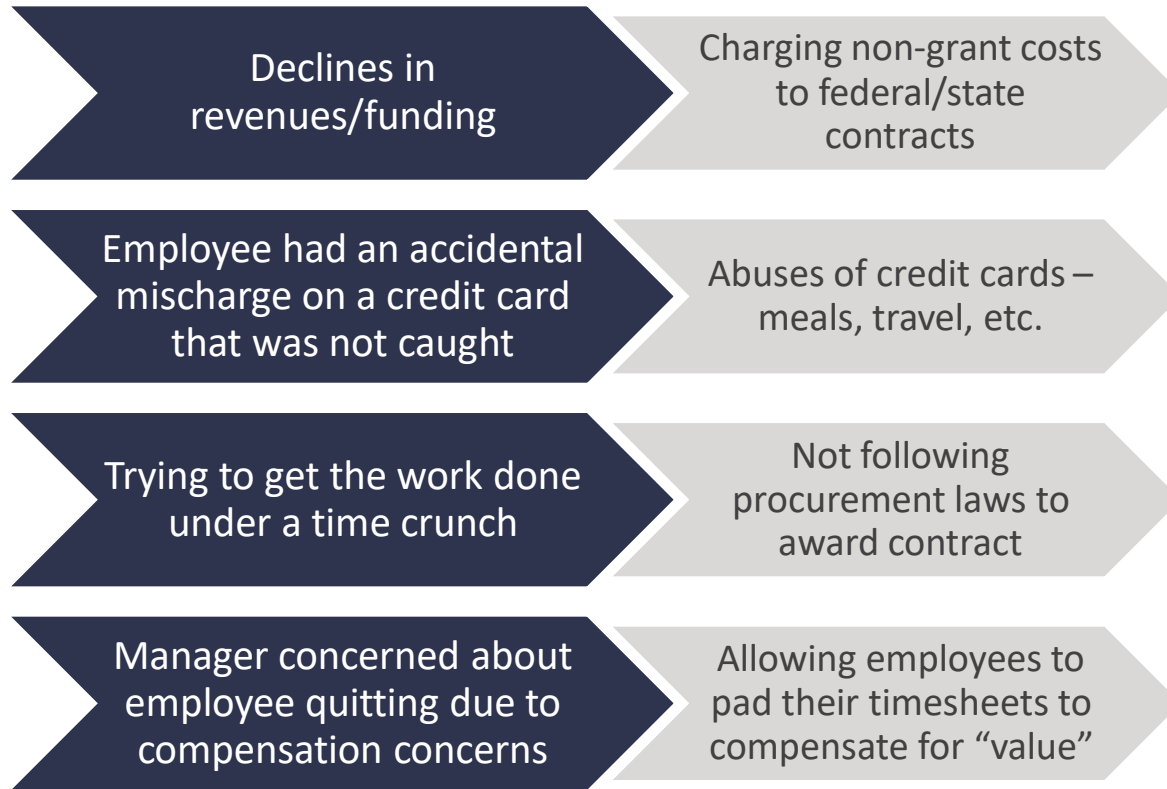 Declines in
revenues/funding
Charging non-grant costs
to federal/state
contracts
Employee had an accidental
mischarge on a credit card
that was not caught
Abuses of credit cards –
meals, travel, etc.
Trying to get the work done
under a time crunch
Not following
procurement laws to
award contract
Manager concerned about
employee quitting due to
compensation concerns
Allowing employees to
pad their timesheets to
compensate for “value”